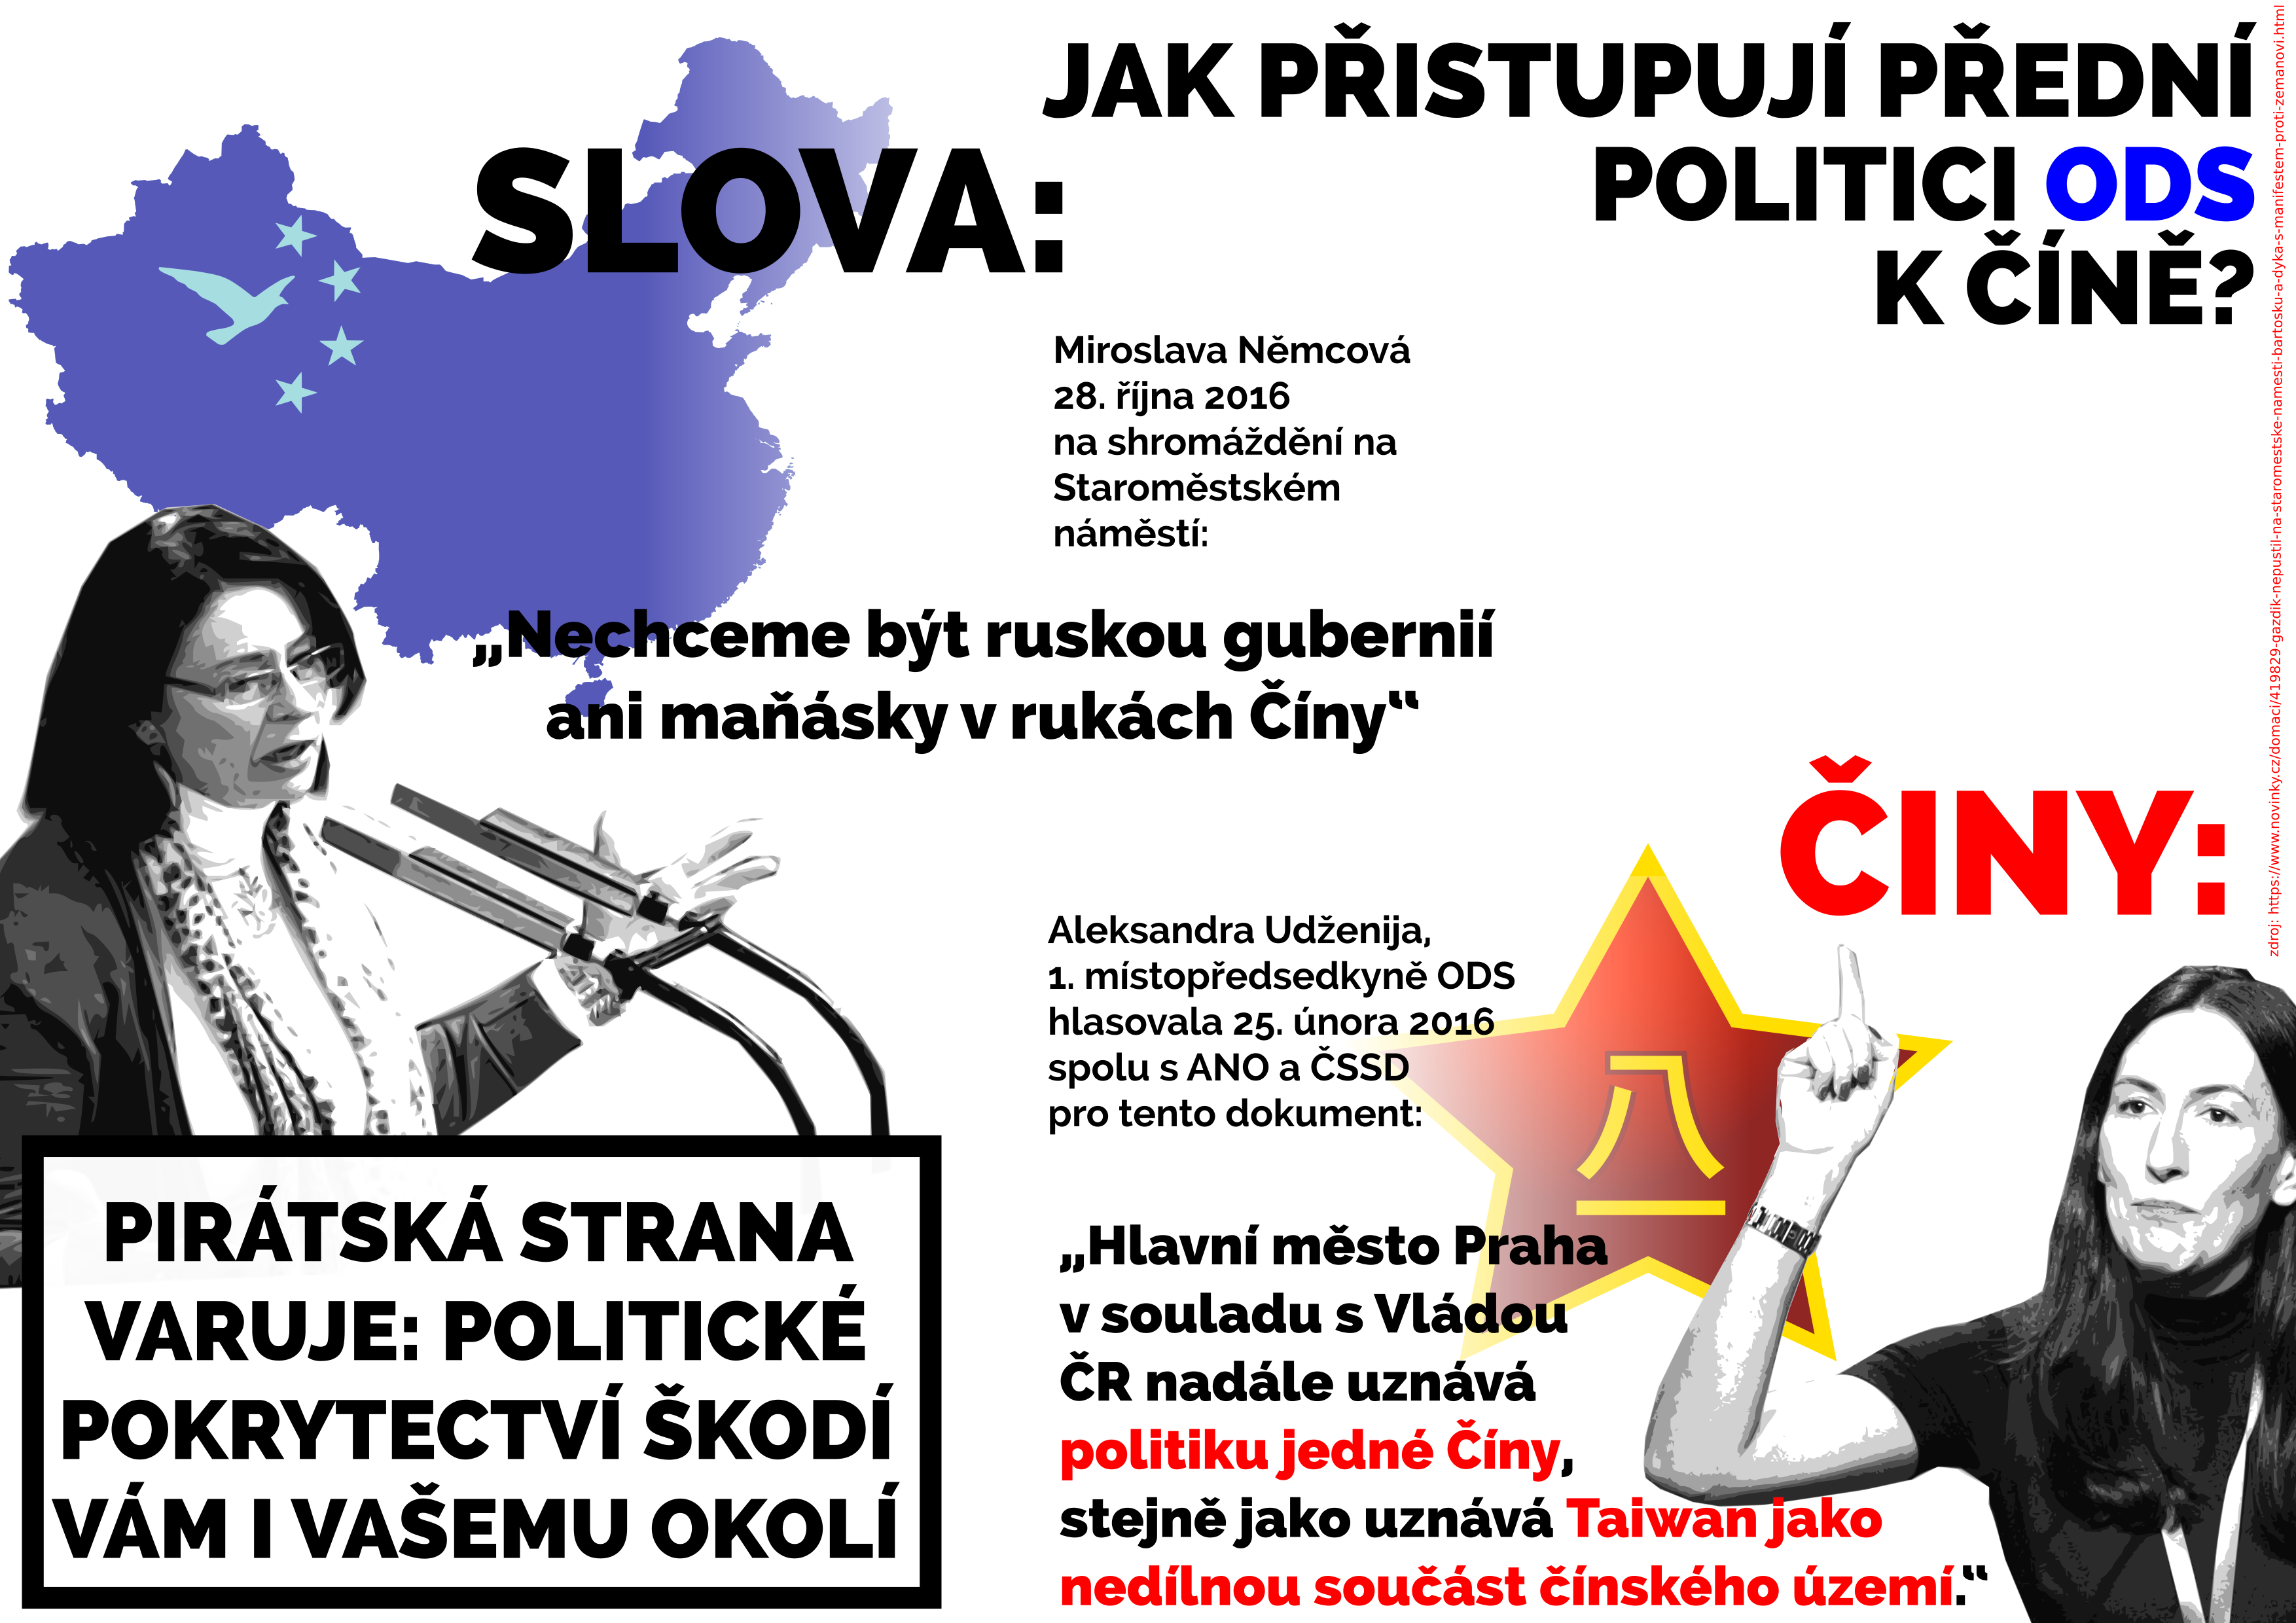 JAK PŘISTUPUJÍ PŘEDNÍ
POLITICI ODS
K ČÍNĚ?
SLOVA:
Miroslava Němcová
28. října 2016
na shromáždění na
Staroměstském
náměstí:
„Nechceme být ruskou gubernií
ani maňásky v rukách Číny‟
ČINY:
Aleksandra Udženija,
1. místopředsedkyně ODS
hlasovala 25. února 2016
spolu s ANO a ČSSD
pro tento dokument:
八
一
„Hlavní město Praha
v souladu s Vládou
ČR nadále uznává
politiku jedné Číny,
stejně jako uznává Taiwan jako
nedílnou součást čínského území.‟
PIRÁTSKÁ STRANA
VARUJE: POLITICKÉ
POKRYTECTVÍ ŠKODÍ
VÁM I VAŠEMU OKOLÍ
zdroj: https://www.novinky.cz/domaci/419829-gazdik-nepustil-na-staromestske-namesti-bartosku-a-dyka-s-manifestem-proti-zemanovi.html